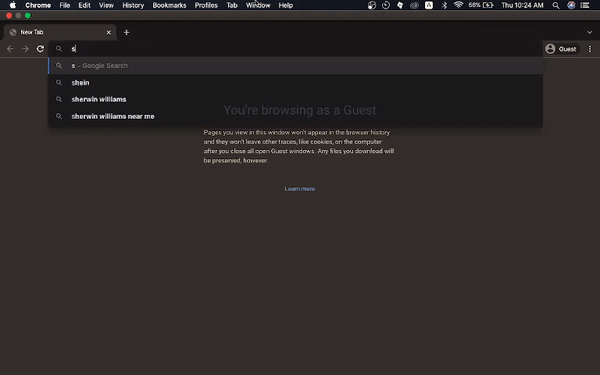 Chrome File Edit View History Bookmarks Profiles Tab Window Help A 56% Thu 10:24 AM
New Tab
s Guest
s – Google Search
shein
sherwin williams
You're browsing as a Guest
sherwin williams near me
Pages you view in this window won't appear in the browser history
and they won't leave other traces, like cookies, on the computer
after you close all open Guest windows. Any files you download
will be preserved, however.
Learn more